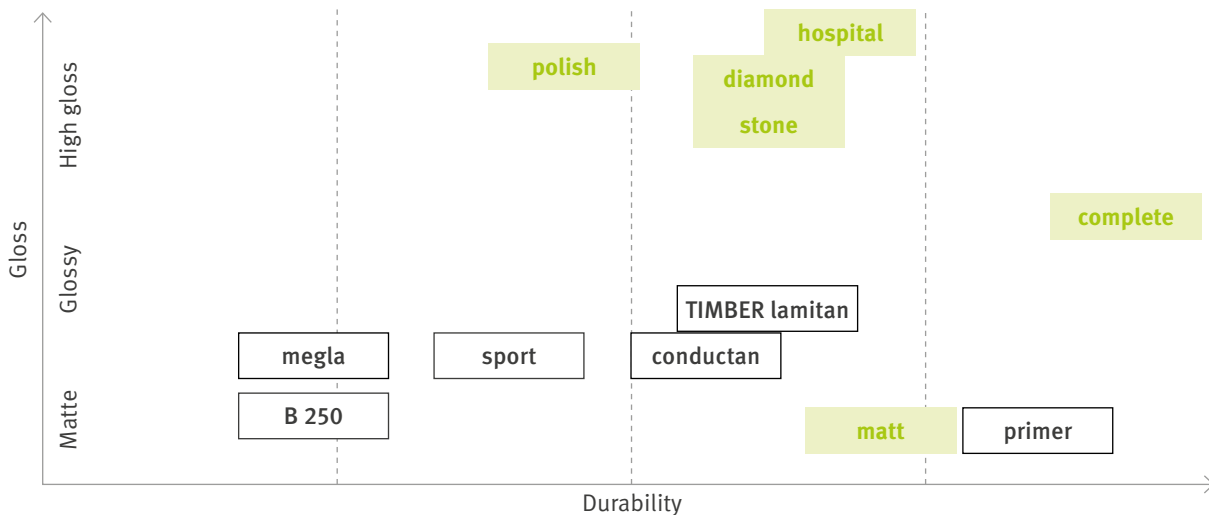 hospital
polish
diamond
stone
High gloss
complete
Gloss
Glossy
TIMBER lamitan
megla
sport
conductan
B 250
Matte
matt
primer
Durability